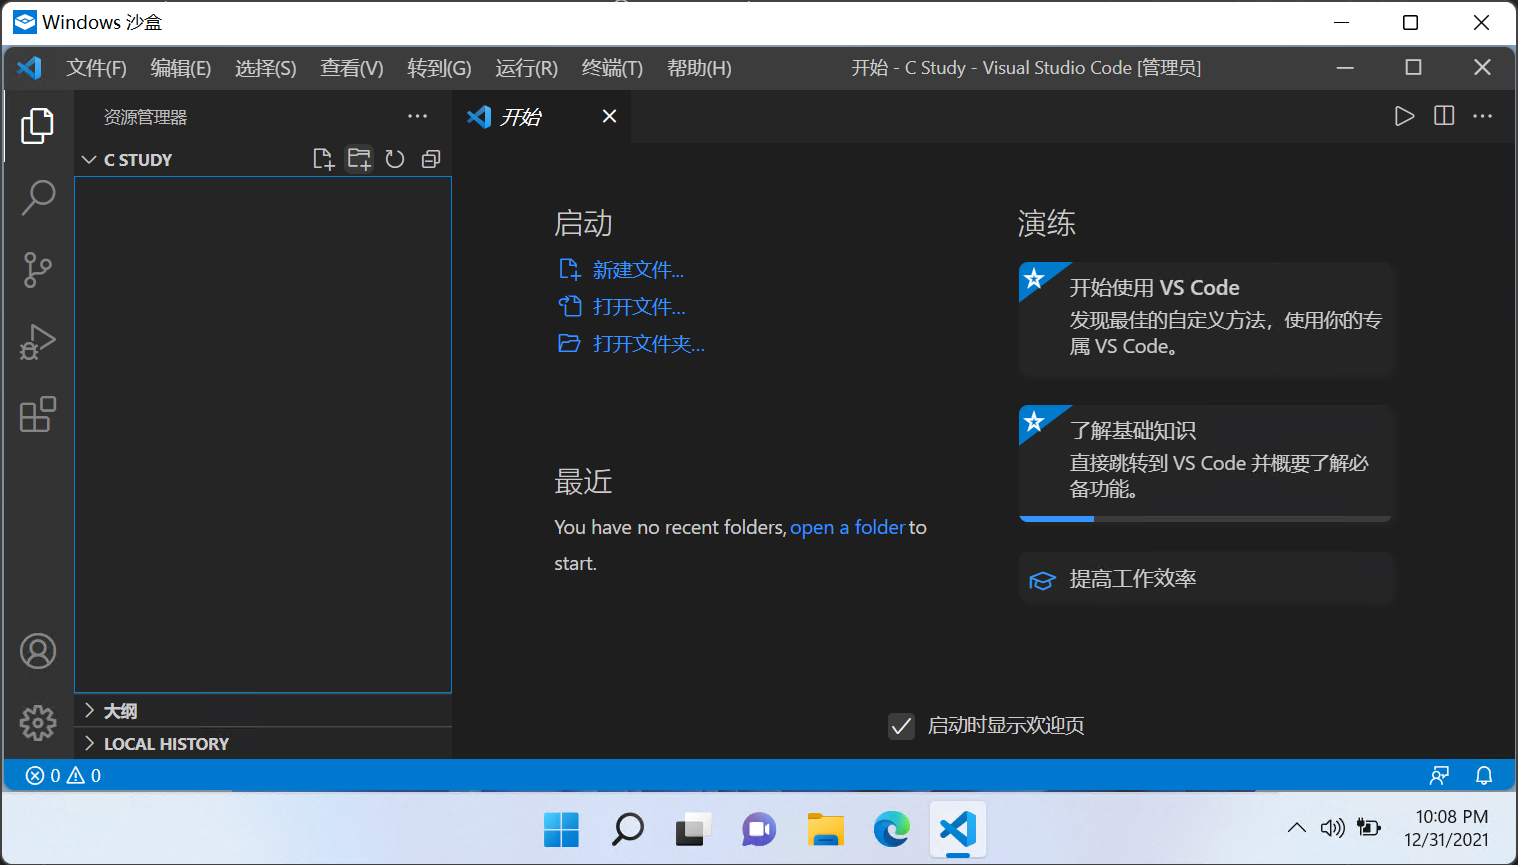 Windows 沙盒
文件(F) 编辑(E) 选择(S) 查看(V) 转到(G) 运行(R) 终端(T) 帮助(H) 开始 - C Study - Visual Studio Code [管理员]
资源管理器
开始
C STUDY
启动
新建文件...
打开文件...
打开文件夹...
最近
You have no recent folders, open a folder to
start.
演练
开始使用 VS Code
发现最佳的自定义方法，使用你的专
属 VS Code。
了解基础知识
直接跳转到 VS Code 并概要了解必
备功能。
提高工作效率
大纲
LOCAL HISTORY
启动时显示欢迎页
0 0
10:08 PM
12/31/2021